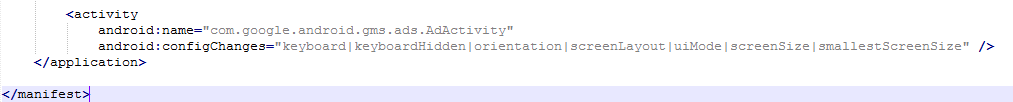 <activity
android:name="com.google.android.gms.ads.AdActivity"
android:configChanges="keyboard|keyboardHidden|orientation|screenLayout|uiMode|screenSize|smallestScreenSize" />
</application>
</manifest>